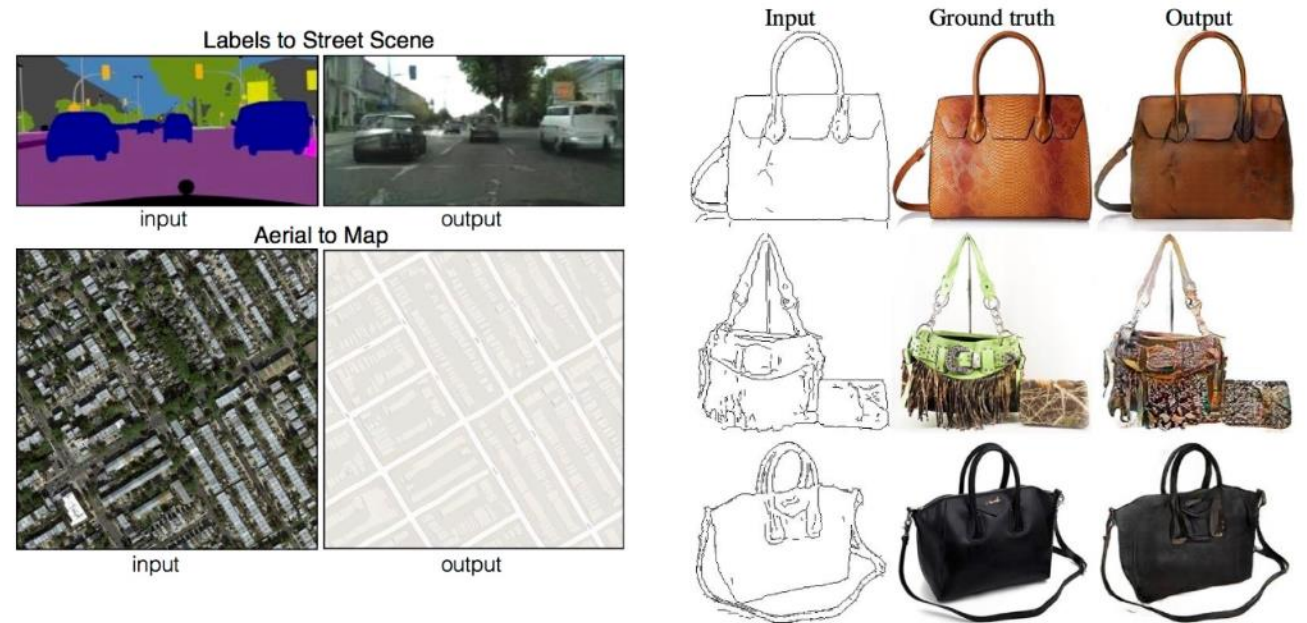 Labels to Street Scene
input
output
Aerial to Map
input
output
Input
Ground truth
Output